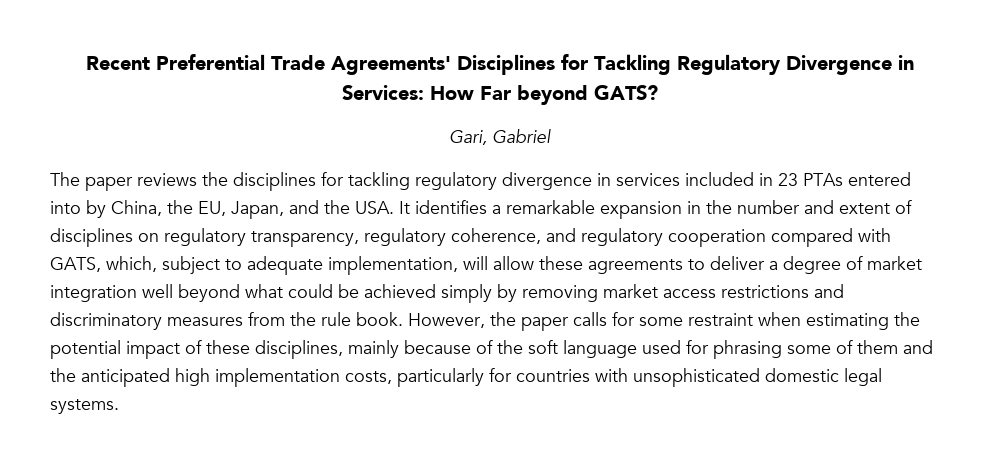 Recent Preferential Trade Agreements' Disciplines for Tackling Regulatory Divergence in
Services: How Far beyond GATS?
Gari, Gabriel
The paper reviews the disciplines for tackling regulatory divergence in services included in 23 PTAs entered
into by China, the EU, Japan, and the USA. It identifies a remarkable expansion in the number and extent of
disciplines on regulatory transparency, regulatory coherence, and regulatory cooperation compared with
GATS, which, subject to adequate implementation, will allow these agreements to deliver a degree of market
integration well beyond what could be achieved simply by removing market access restrictions and
discriminatory measures from the rule book. However, the paper calls for some restraint when estimating the
potential impact of these disciplines, mainly because of the soft language used for phrasing some of them and
the anticipated high implementation costs, particularly for countries with unsophisticated domestic legal
systems.